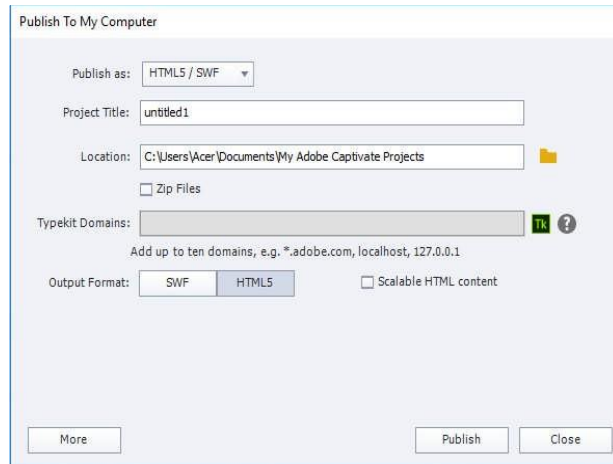 Publish To My Computer
Publish as: HTML5 / SWF
Project Title: untitled1
Location: C:\Users\Acer\Documents\My Adobe Captivate Projects
Zip Files
Typekit Domains: Tk ?
Add up to ten domains, e.g. *.adobe.com, localhost, 127.0.0.1
Output Format: SWF HTML5 Scalable HTML content
More Publish Close